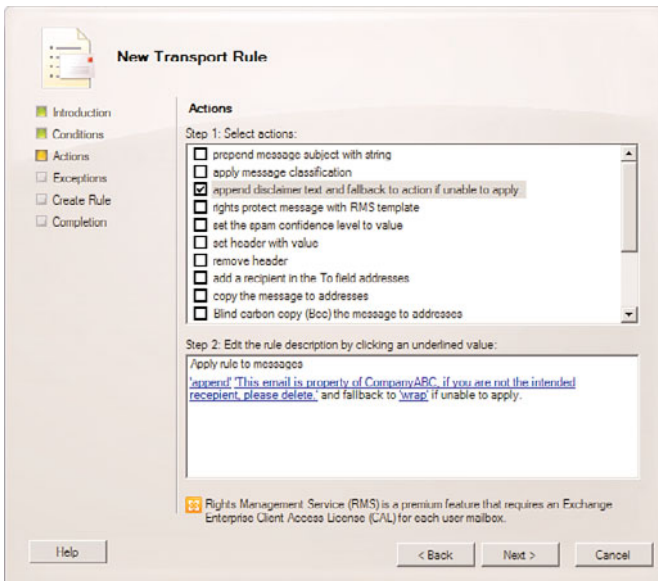 New Transport Rule
Introduction
Conditions
Actions
Exceptions
Create Rule
Completion
Actions
Step 1: Select actions:
prepend message subject with string
apply message classification
append disclaimer text and fallback to action if unable to apply
rights protect message with RMS template
set the spam confidence level to value
set header with value
remove header
add a recipient in the To field addresses
copy the message to addresses
Blind carbon copy (Bcc) the message to addresses
Step 2: Edit the rule description by clicking an underlined value:
Apply rule to messages
'append' 'This email is property of CompanyABC, if you are not the intended
recepient, please delete.' and fallback to 'wrap' if unable to apply.
Rights Management Service (RMS) is a premium feature that requires an Exchange
Enterprise Client Access License (CAL) for each user mailbox.
Help
< Back
Next >
Cancel